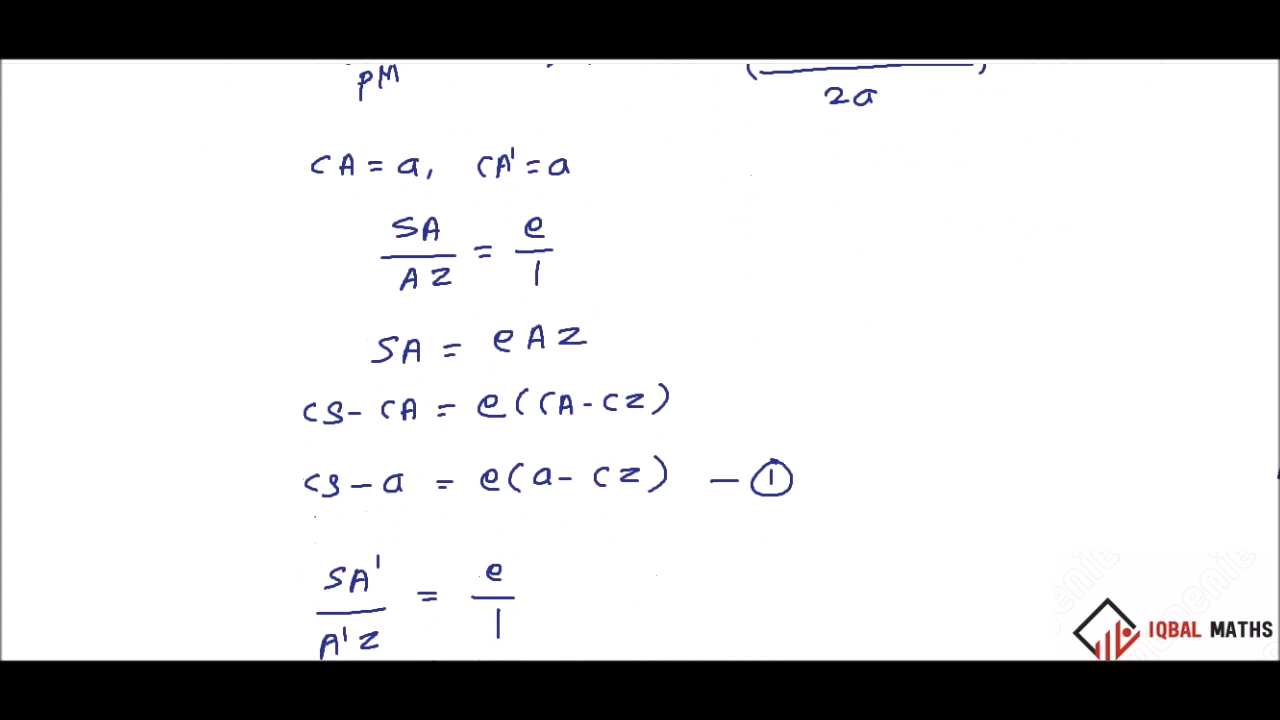 PM
2a
CA = a, CA' = a
SA/AZ = e/1
SA = e AZ
CS - CA = e(CA - CZ)
CS - a = e(a - CZ) — ①
SA'/A'Z = e/1
IQBAL MATHS